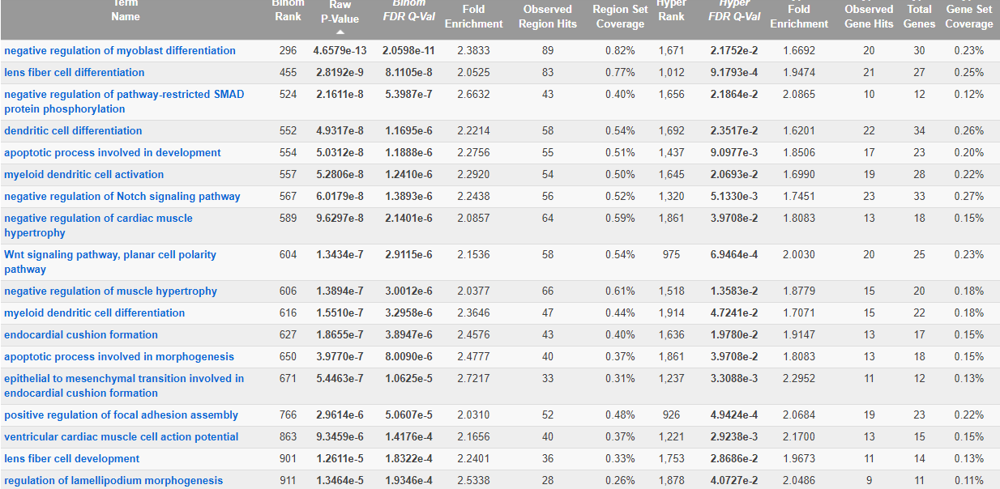 Term Name Binom Rank Raw P-Value Binom FDR Q-Val Fold Enrichment Observed Region Hits Region Set Coverage Hyper Rank Hyper FDR Q-Val Fold Enrichment Observed Gene Hits Total Genes Gene Set Coverage
negative regulation of myoblast differentiation 296 4.6579e-13 2.0598e-11 2.3833 89 0.82% 1,671 2.1752e-2 1.6692 20 30 0.23%
lens fiber cell differentiation 455 2.8192e-9 8.1105e-8 2.0525 83 0.77% 1,012 9.1793e-4 1.9474 21 27 0.25%
negative regulation of pathway-restricted SMAD
protein phosphorylation 524 2.1611e-8 5.3987e-7 2.6632 43 0.40% 1,656 2.1864e-2 2.0865 10 12 0.12%
dendritic cell differentiation 552 4.9317e-8 1.1695e-6 2.2214 58 0.54% 1,692 2.3517e-2 1.6201 22 34 0.26%
apoptotic process involved in development 554 5.0312e-8 1.1888e-6 2.2756 55 0.51% 1,437 9.0977e-3 1.8506 17 23 0.20%
myeloid dendritic cell activation 557 5.2806e-8 1.2410e-6 2.2920 54 0.50% 1,645 2.0693e-2 1.6990 19 28 0.22%
negative regulation of Notch signaling pathway 567 6.0179e-8 1.3893e-6 2.2438 56 0.52% 1,320 5.1330e-3 1.7451 23 33 0.27%
negative regulation of cardiac muscle
hypertrophy 589 9.6297e-8 2.1401e-6 2.0857 64 0.59% 1,861 3.9708e-2 1.8083 13 18 0.15%
Wnt signaling pathway, planar cell polarity
pathway 604 1.3434e-7 2.9115e-6 2.1536 58 0.54% 975 6.9464e-4 2.0030 20 25 0.23%
negative regulation of muscle hypertrophy 606 1.3894e-7 3.0012e-6 2.0377 66 0.61% 1,518 1.3583e-2 1.8779 15 20 0.18%
myeloid dendritic cell differentiation 616 1.5510e-7 3.2958e-6 2.3646 47 0.44% 1,914 4.7241e-2 1.7071 15 22 0.18%
endocardial cushion formation 627 1.8655e-7 3.8947e-6 2.4576 43 0.40% 1,636 1.9780e-2 1.9147 13 17 0.15%
apoptotic process involved in morphogenesis 650 3.9770e-7 8.0090e-6 2.4777 40 0.37% 1,861 3.9708e-2 1.8083 13 18 0.15%
epithelial to mesenchymal transition involved in
endocardial cushion formation 671 5.4463e-7 1.0625e-5 2.7217 33 0.31% 1,237 3.3088e-3 2.2952 11 12 0.13%
positive regulation of focal adhesion assembly 766 2.9614e-6 5.0607e-5 2.0310 52 0.48% 926 4.9424e-4 2.0684 19 23 0.22%
ventricular cardiac muscle cell action potential 863 9.3459e-6 1.4176e-4 2.1656 40 0.37% 1,221 2.9238e-3 2.1700 13 15 0.15%
lens fiber cell development 901 1.2611e-5 1.8322e-4 2.2401 36 0.33% 1,753 2.8686e-2 1.9673 11 14 0.13%
regulation of lamellipodium morphogenesis 911 1.3464e-5 1.9346e-4 2.5338 28 0.26% 1,878 4.0727e-2 2.0486 9 11 0.11%